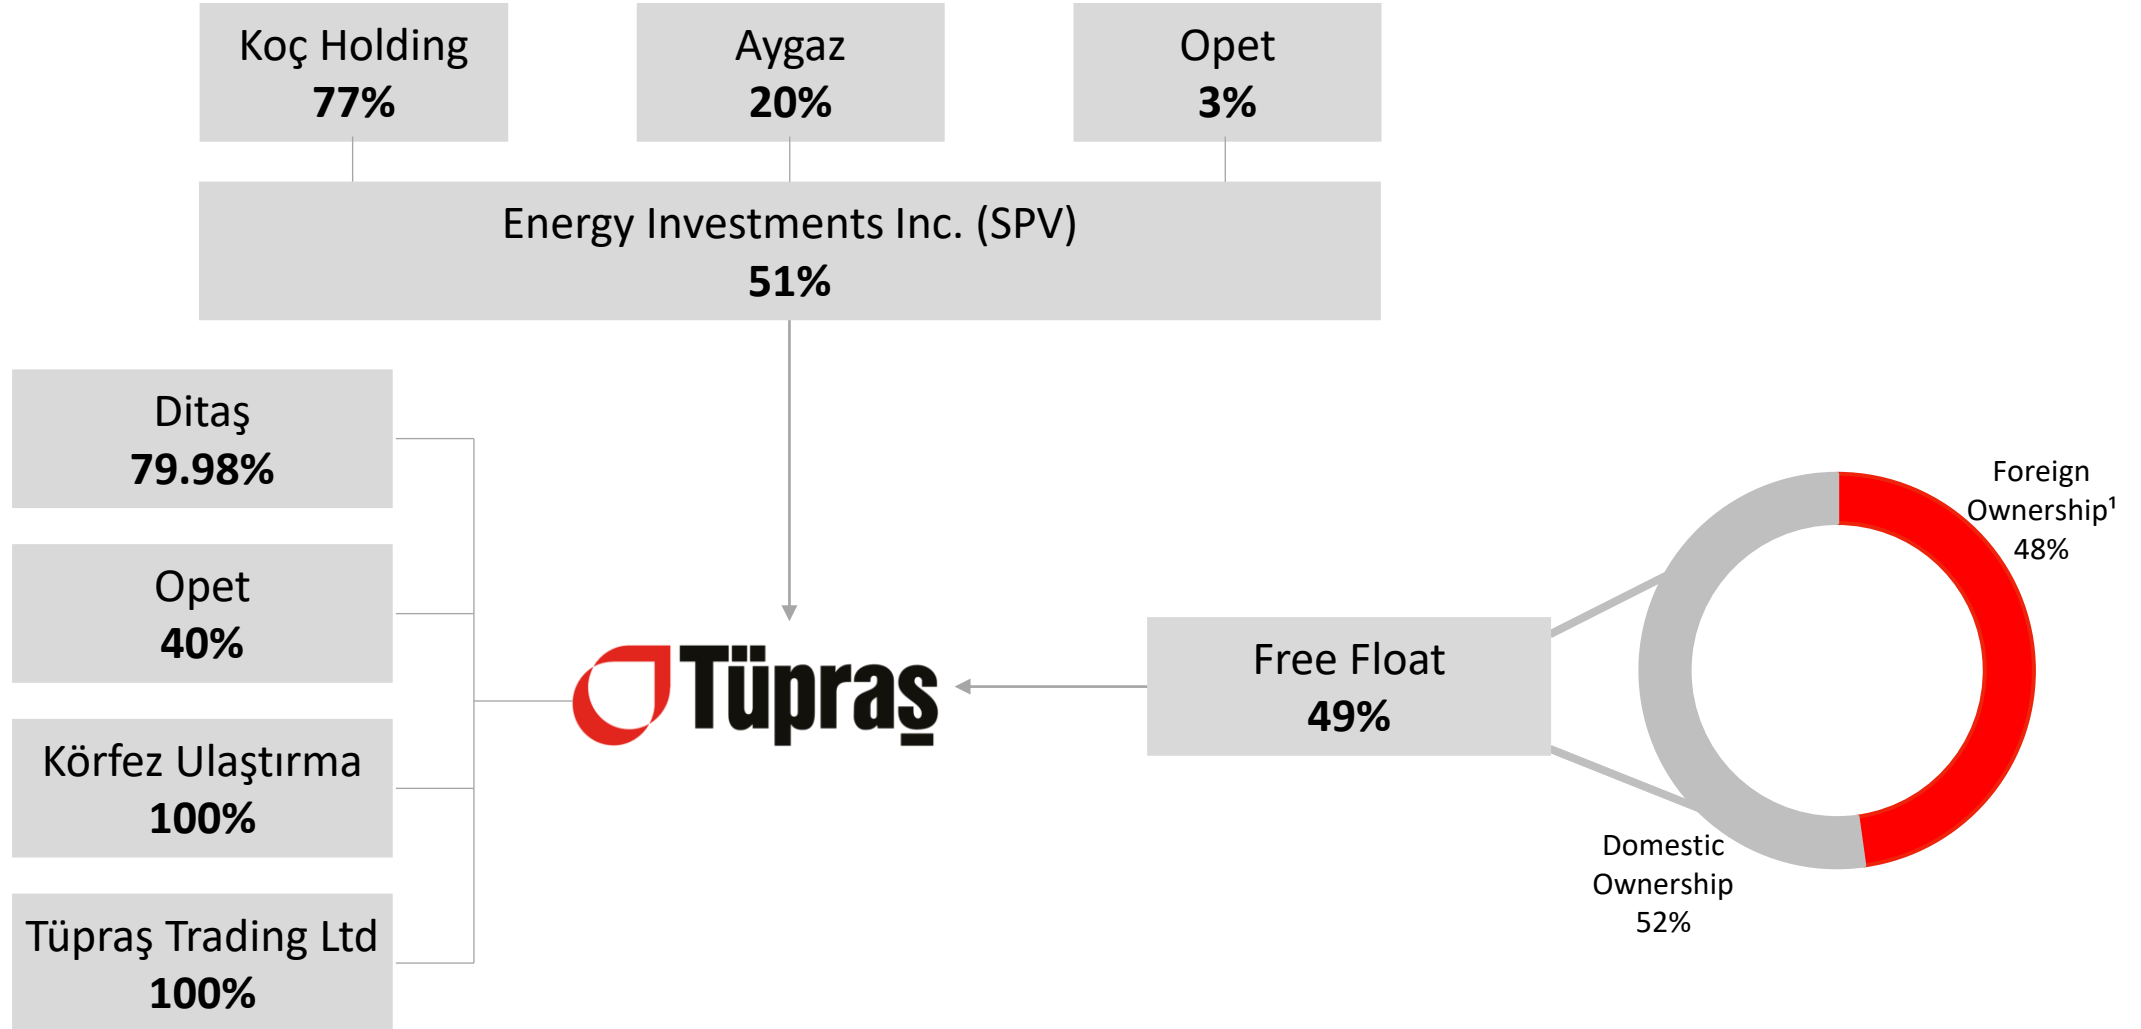 Koç Holding
77%
Aygaz
20%
Opet
3%
Energy Investments Inc. (SPV)
51%
Ditaş
79.98%
Opet
40%
Körfez Ulaştırma
100%
Tüpraş Trading Ltd
100%
Tüpraş
Free Float
49%
Foreign
Ownership¹
48%
Domestic
Ownership
52%